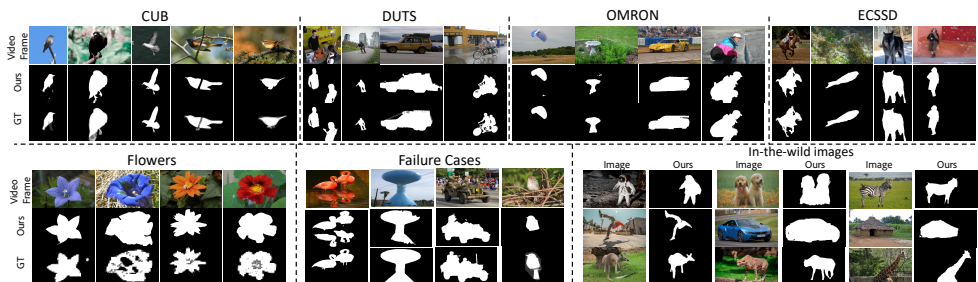 CUB
DUTS
OMRON
ECSSD
Video Frame
Ours
GT
Flowers
Failure Cases
In-the-wild images
Image
Ours
Image
Ours
Image
Ours
Video Frame
Ours
GT